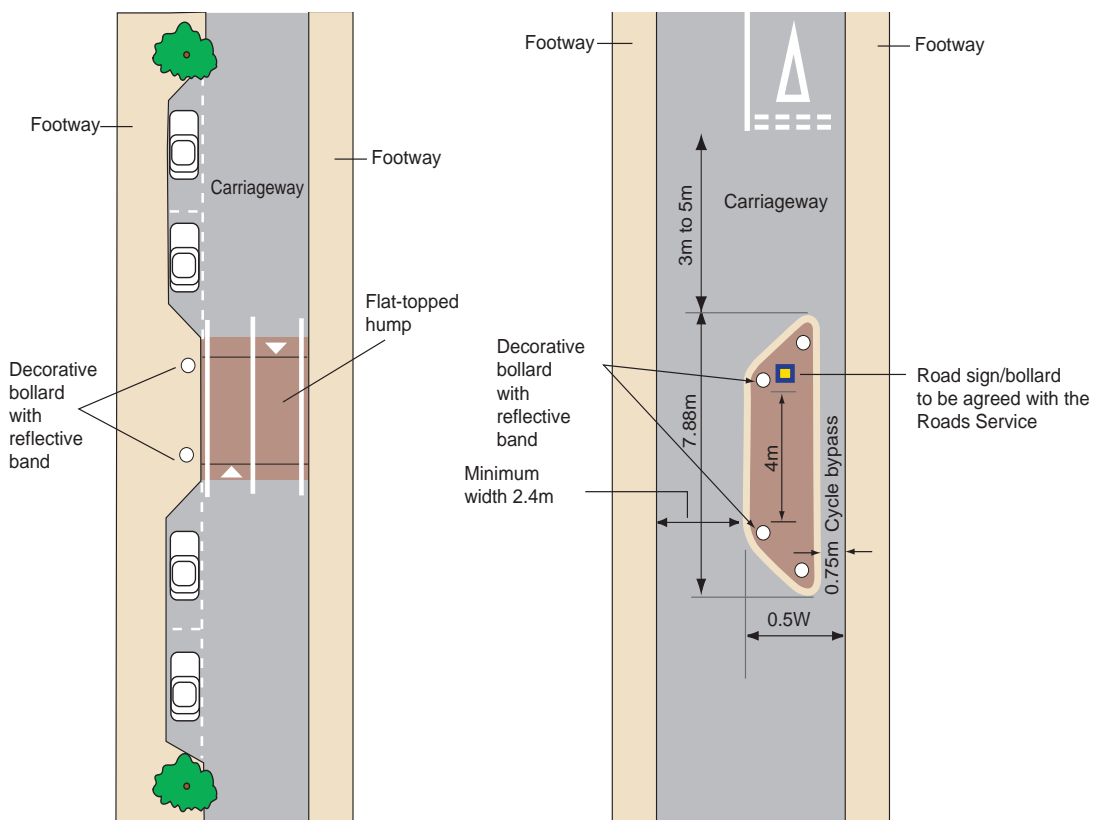 Footway
Footway
Carriageway
Flat-topped
hump
Decorative
bollard
with
reflective
band
Footway
Footway
3m to 5m
Carriageway
Decorative
bollard
with
reflective
band
7.88m
4m
Road sign/bollard
to be agreed with the
Roads Service
Minimum
width 2.4m
0.75m Cycle bypass
0.5W